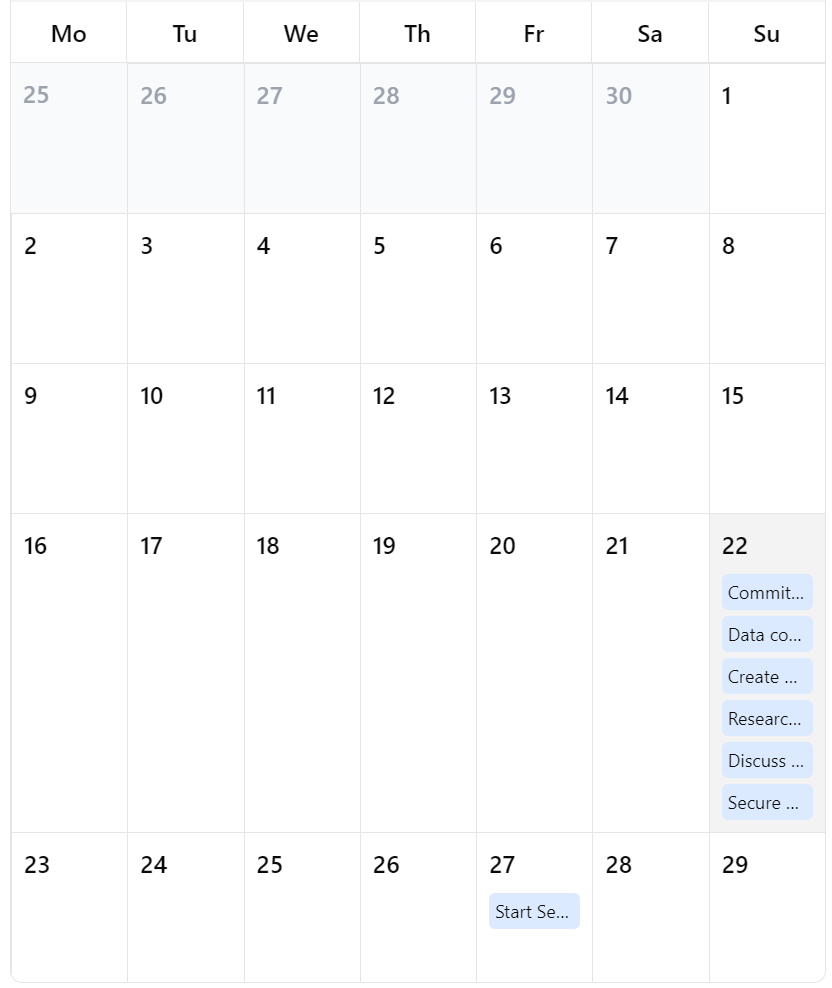 Mo Tu We Th Fr Sa Su
25 26 27 28 29 30 1
2 3 4 5 6 7 8
9 10 11 12 13 14 15
16 17 18 19 20 21 22
Commit...
Data co...
Create ...
Researc...
Discuss ...
Secure ...
23 24 25 26 27 28 29
Start Se...